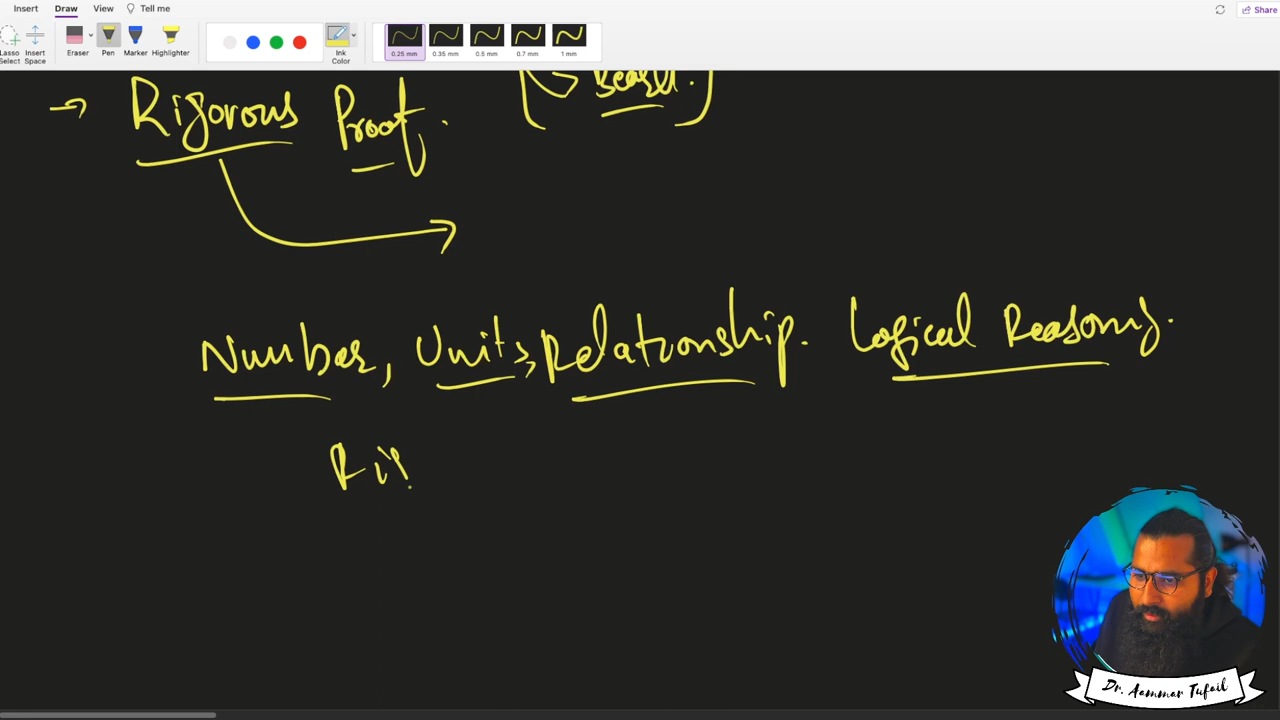 Insert Draw View Tell me Share
Lasso Select Insert Space Eraser Pen Marker Highlighter Ink Color 0.25 mm 0.35 mm 0.5 mm 0.7 mm 1 mm
→ Rigorous Proof.
Number, Units, Relationship. Logical Reasong.
Ri
Dr. Aammar Tufail